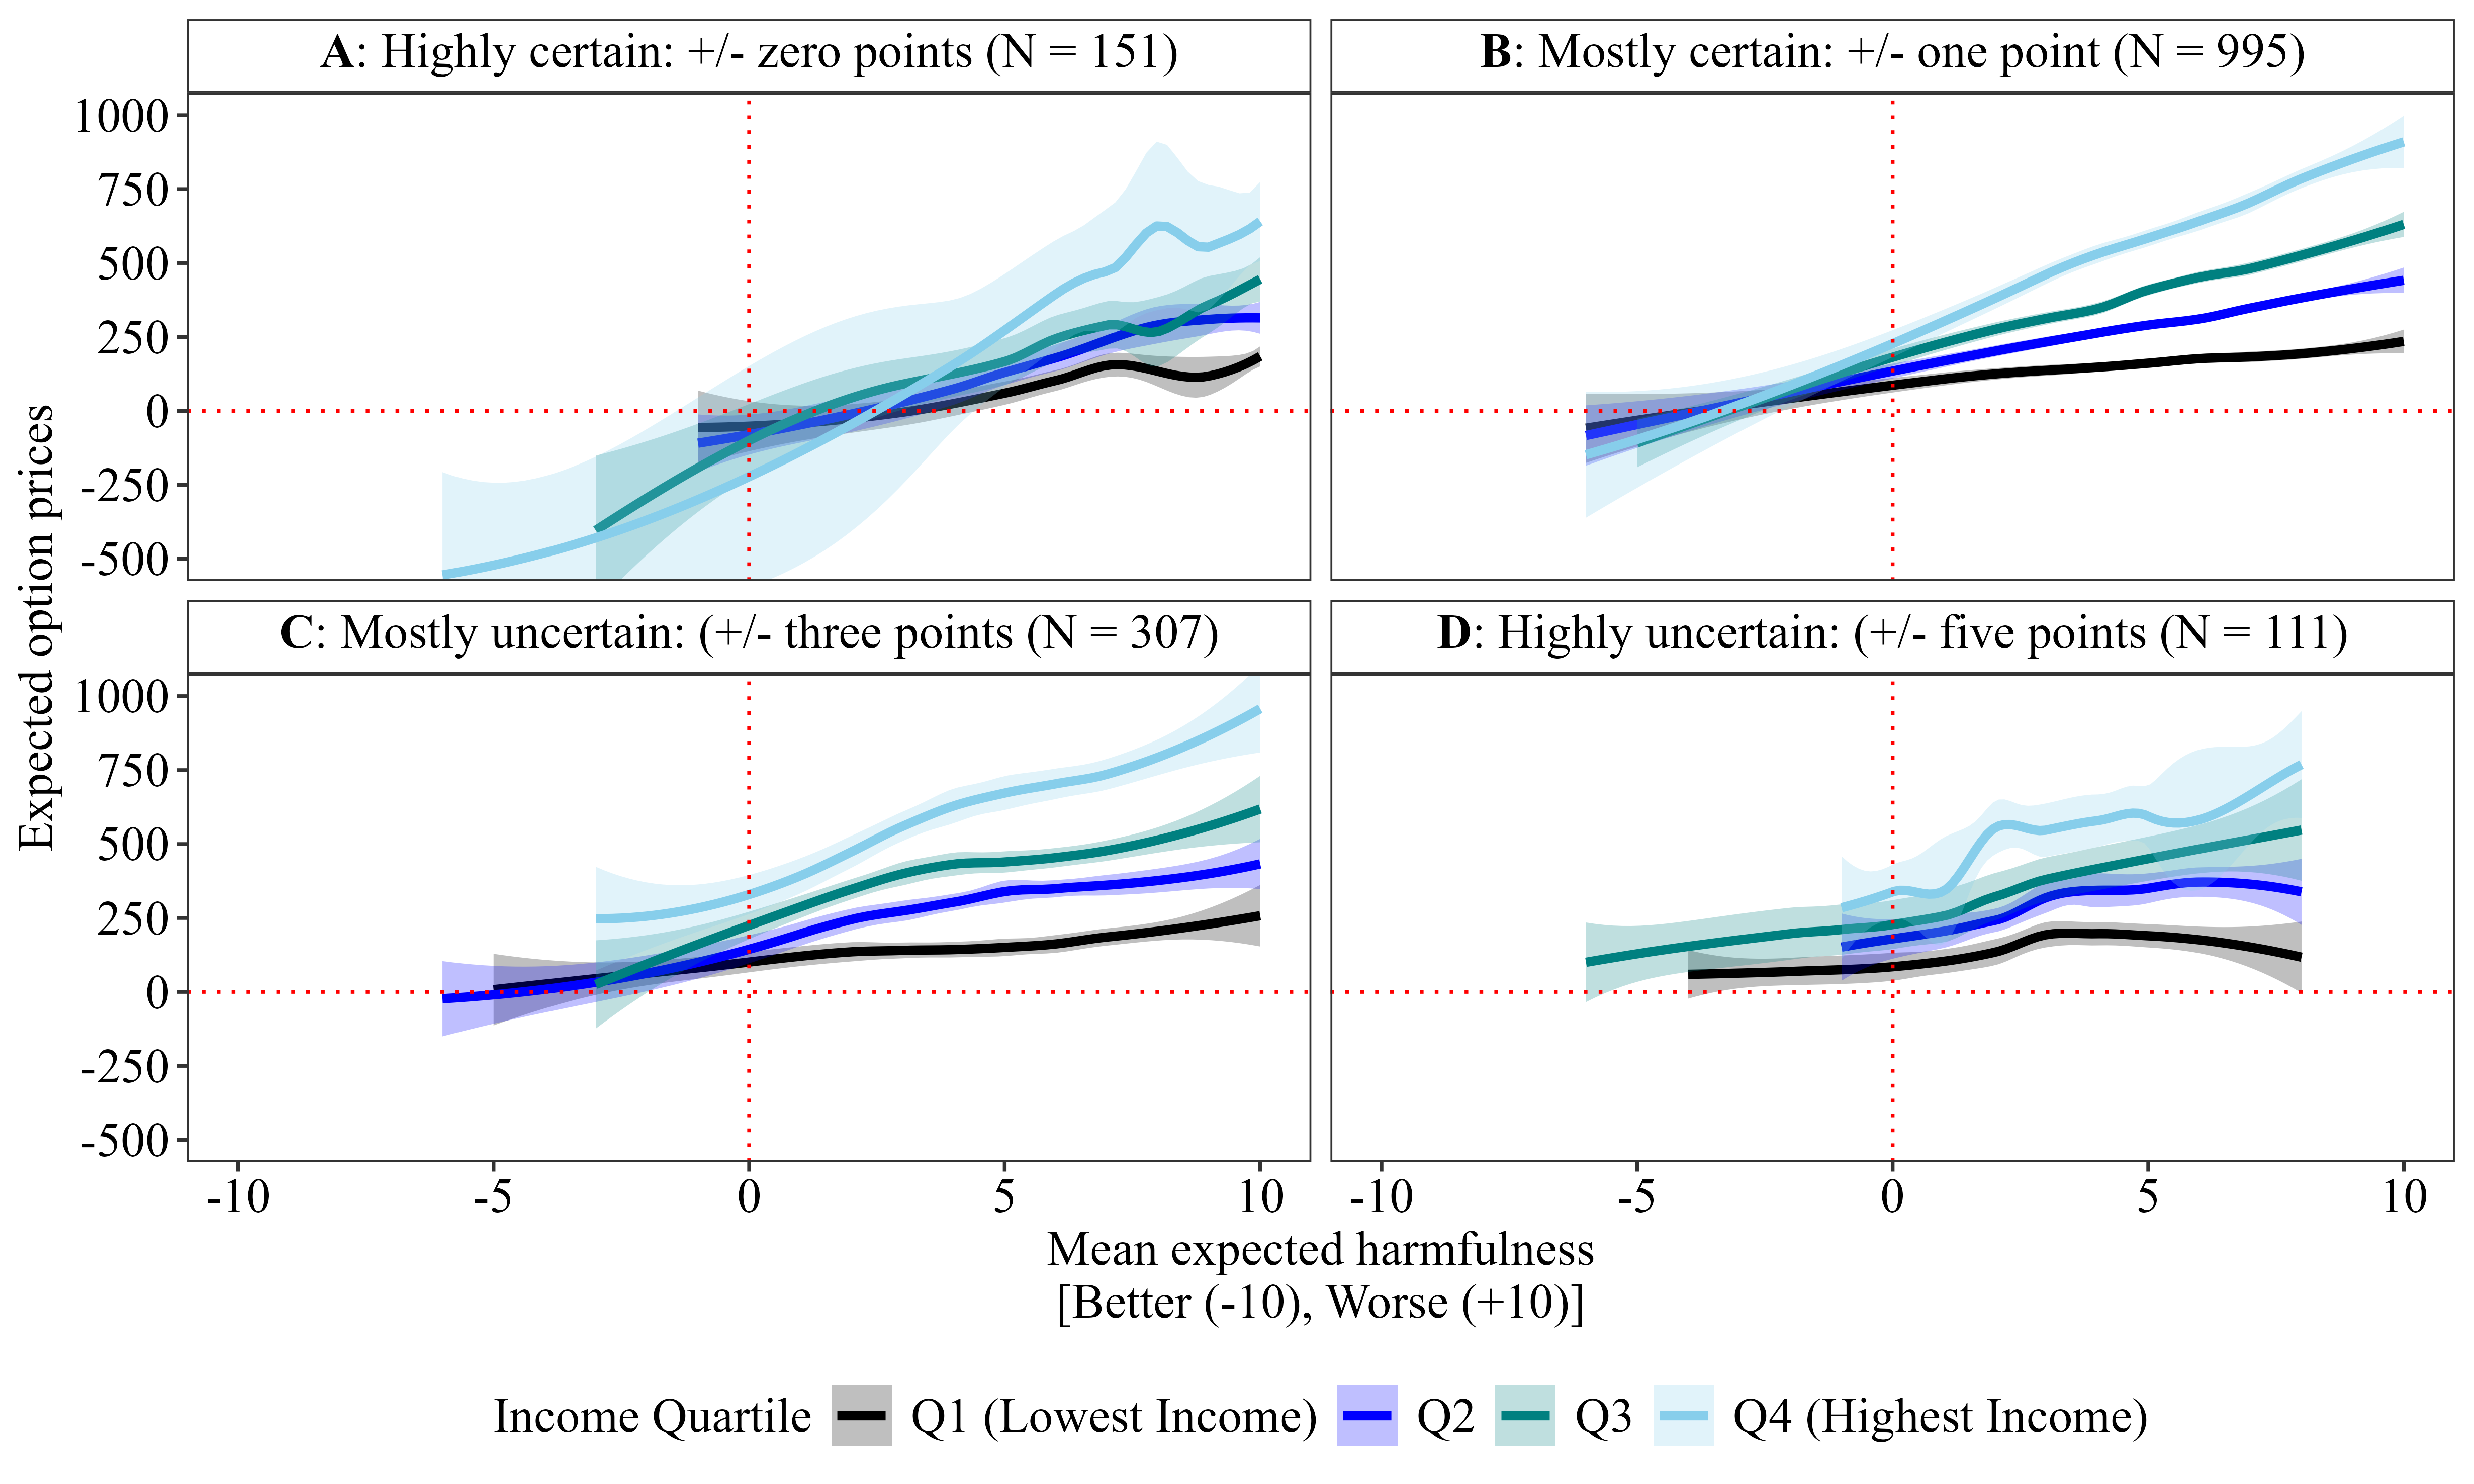 A: Highly certain: +/- zero points (N = 151)
B: Mostly certain: +/- one point (N = 995)
1000
750
500
250
0
-250
-500
C: Mostly uncertain: (+/- three points (N = 307)
D: Highly uncertain: (+/- five points (N = 111)
1000
750
500
250
0
-250
-500
Expected option prices
-10 -5 0 5 10
-10 -5 0 5 10
Mean expected harmfulness
[Better (-10), Worse (+10)]
Income Quartile Q1 (Lowest Income) Q2 Q3 Q4 (Highest Income)